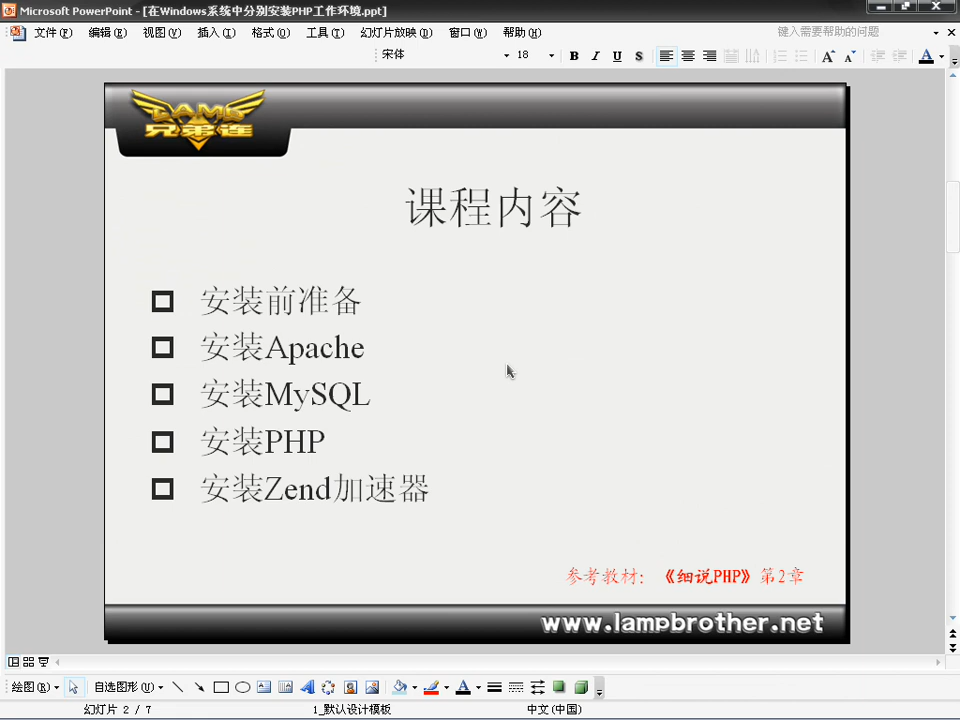 Microsoft PowerPoint - [在Windows系统中分别安装PHP工作环境.ppt]
文件(F) 编辑(E) 视图(V) 插入(I) 格式(O) 工具(T) 幻灯片放映(D) 窗口(W) 帮助(H) 键入需要帮助的问题
宋体 18 B I U S A A A
LAMP
兄弟连
课程内容
安装前准备
安装Apache
安装MySQL
安装PHP
安装Zend加速器
参考教材: 《细说PHP》第2章
www.lampbrother.net
绘图(R) 自选图形(U) A A
幻灯片 2 / 7 1_默认设计模板 中文(中国)